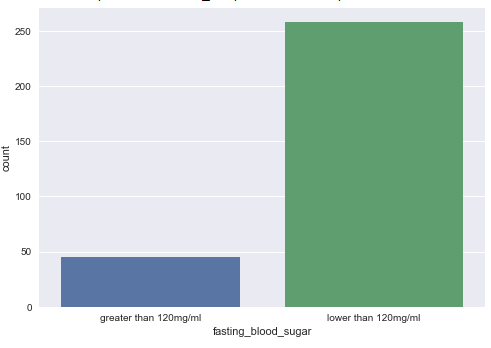 250
200
150
100
50
0
count
greater than 120mg/ml
lower than 120mg/ml
fasting_blood_sugar